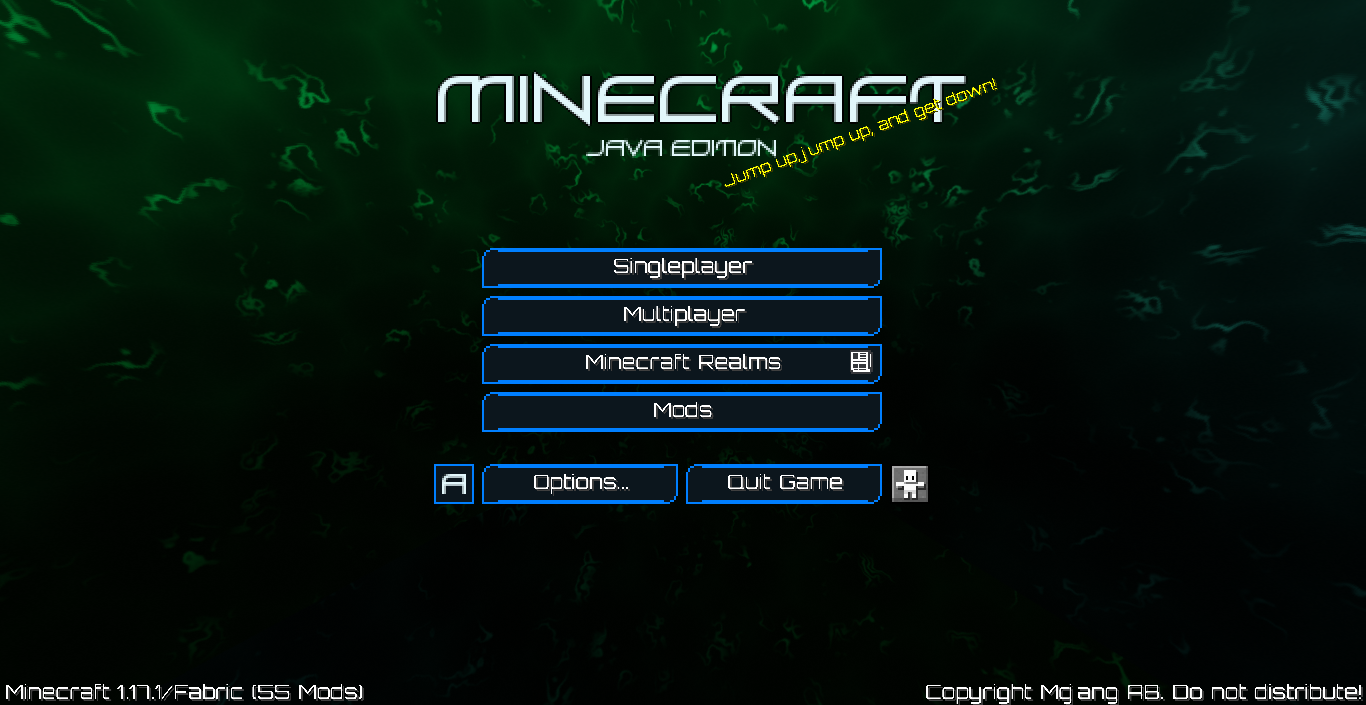 MINECRAFT
JAVA EDITION
Jump up, jump up, and get down!
Singleplayer
Multiplayer
Minecraft Realms
Mods
A
Options...
Quit Game
Minecraft 1.17.1/Fabric (55 Mods)
Copyright Mojang AB. Do not distribute!